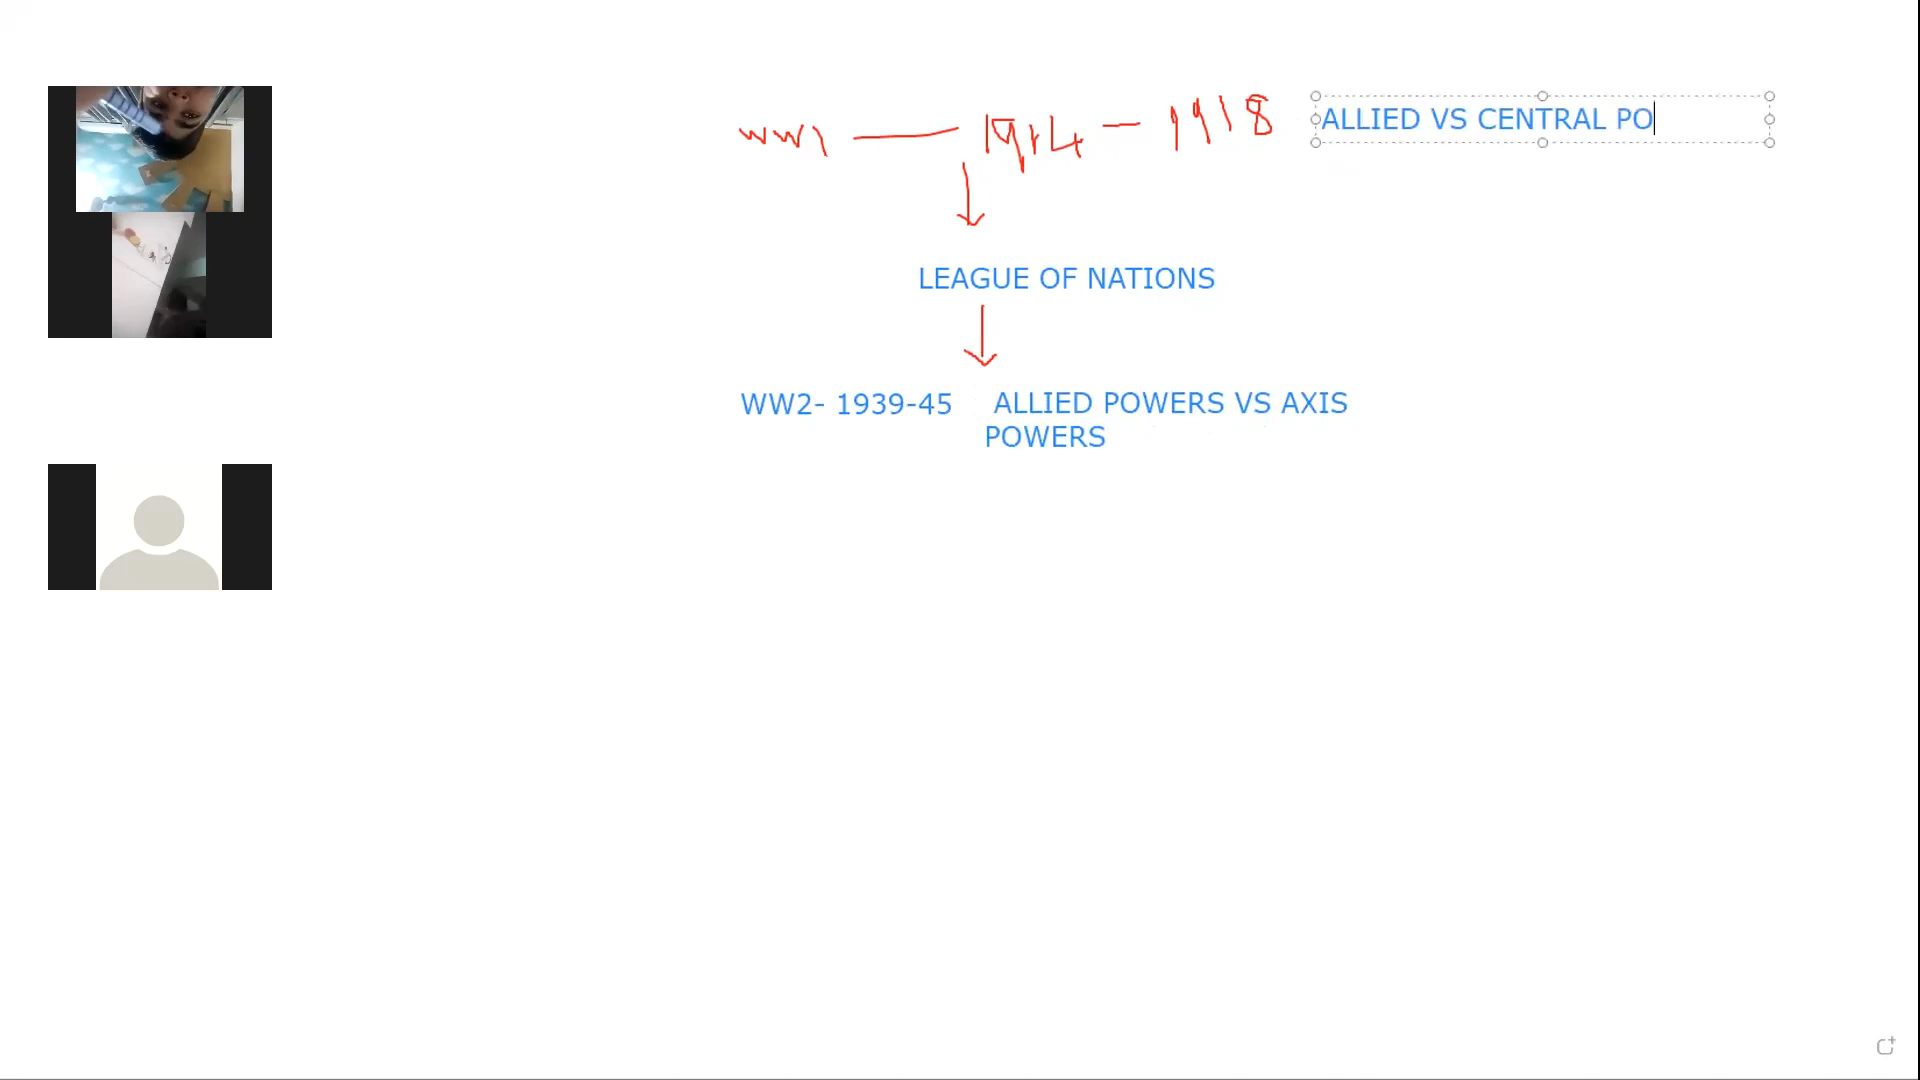 WW1 — 1914 — 1918 ALLIED VS CENTRAL PO
LEAGUE OF NATIONS
WW2- 1939-45 ALLIED POWERS VS AXIS
POWERS